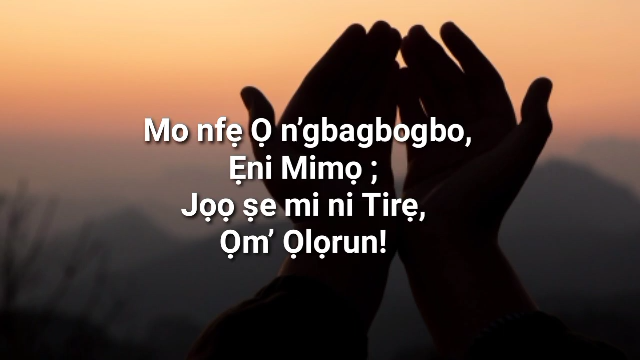 Mo nfẹ Ọ n’gbagbogbo,
Ẹni Mimọ ;
Jọọ ṣe mi ni Tirẹ,
Ọm’ Ọlọrun!